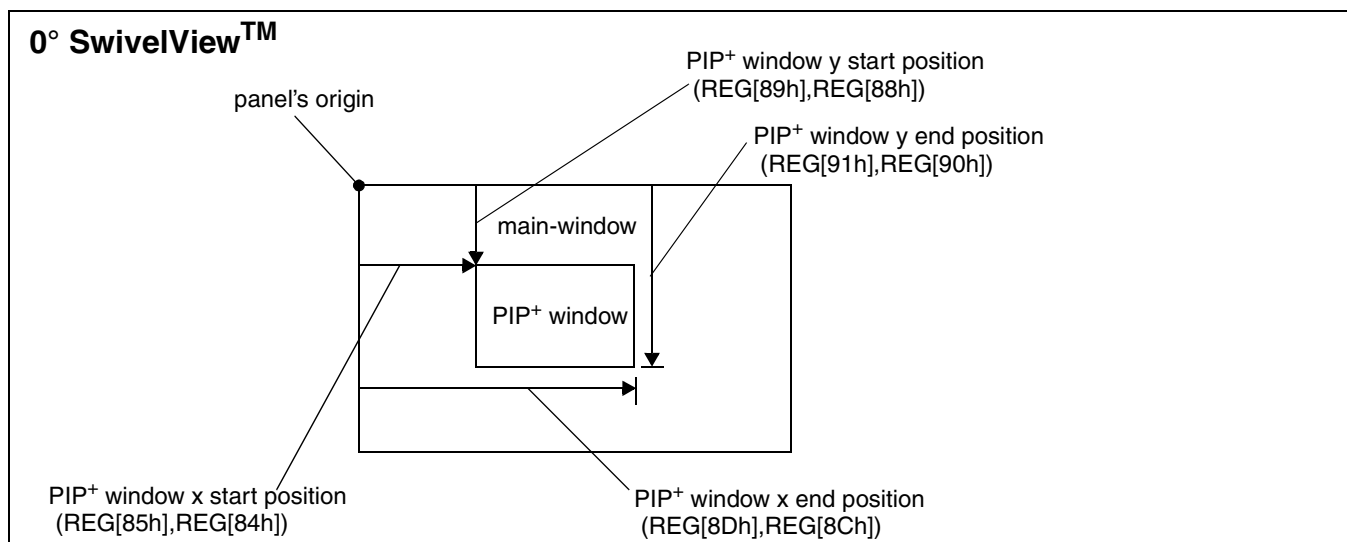 0° SwivelView™
PIP+ window y start position
(REG[89h],REG[88h])
panel's origin
PIP+ window y end position
(REG[91h],REG[90h])
main-window
PIP+ window
PIP+ window x start position
(REG[85h],REG[84h])
PIP+ window x end position
(REG[8Dh],REG[8Ch])